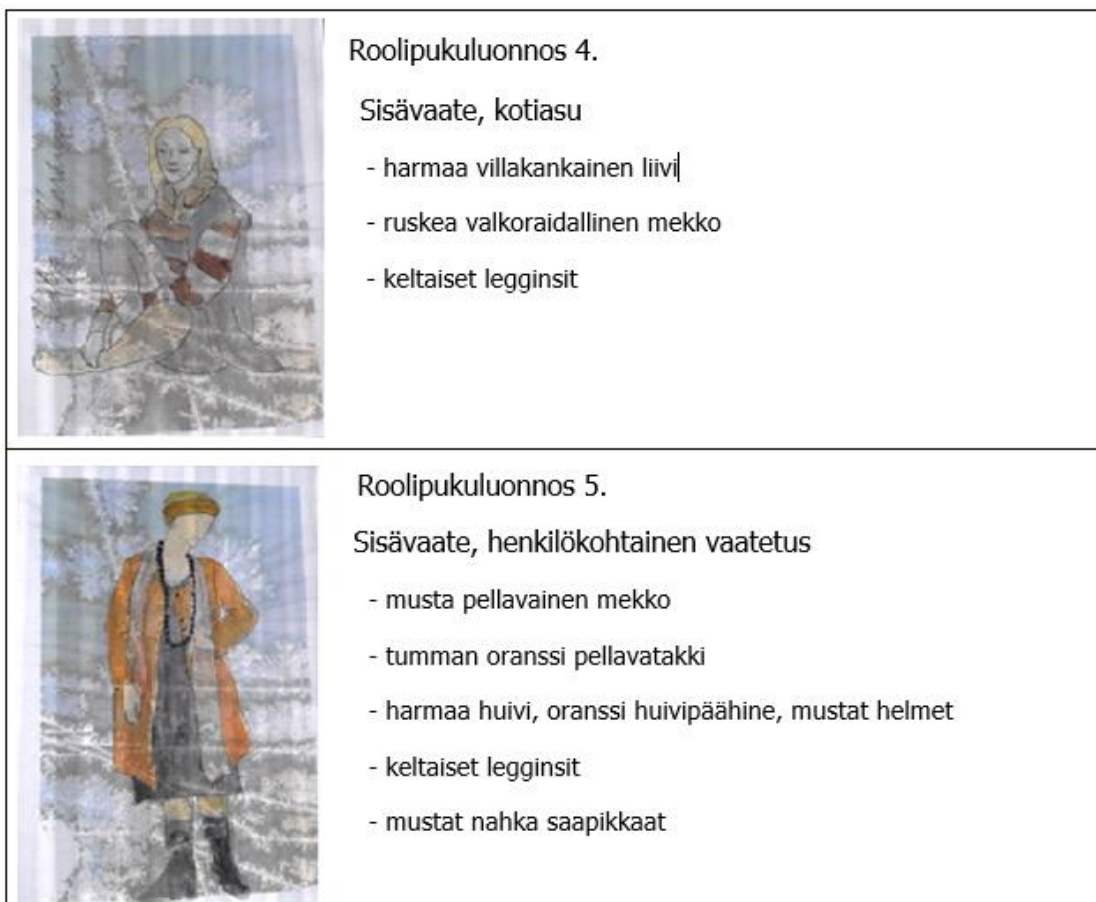 Roolipukuluonnos 4.
Sisävaate, kotiasu
- harmaa villakankainen liivi
- ruskea valkoraidallinen mekko
- keltaiset legginsit
Roolipukuluonnos 5.
Sisävaate, henkilökohtainen vaatetus
- musta pellavainen mekko
- tumman oranssi pellavatakki
- harmaa huivi, oranssi huivipäähine, mustat helmet
- keltaiset legginsit
- mustat nahka saapikkaat